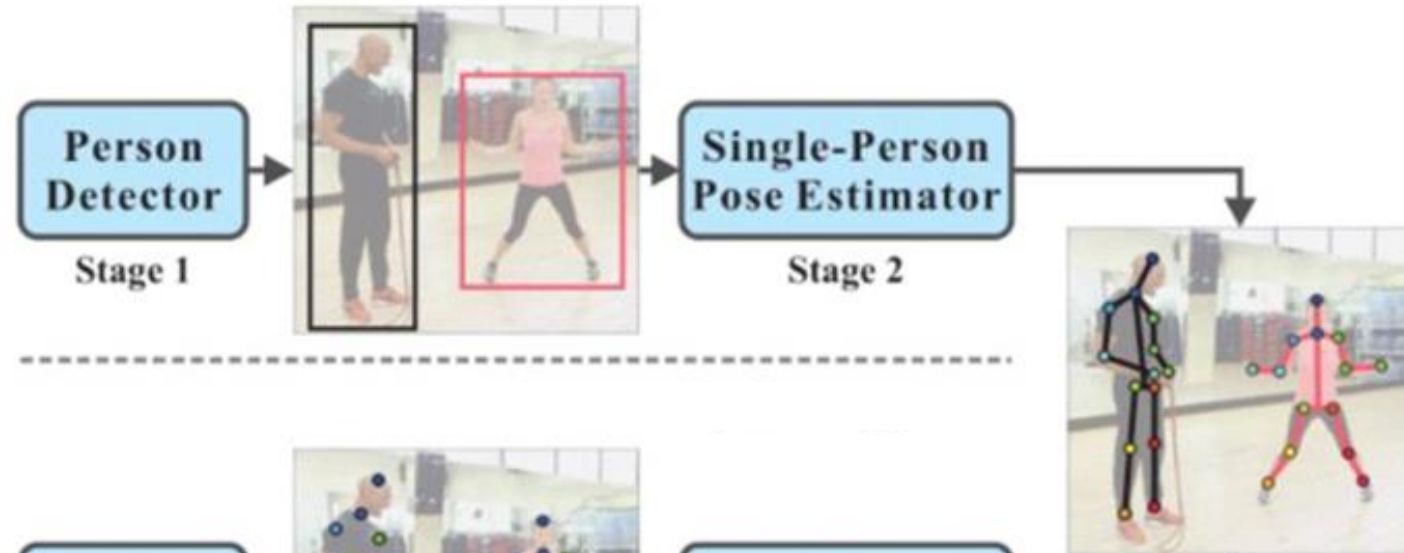 Person
Detector
Stage 1
Single-Person
Pose Estimator
Stage 2